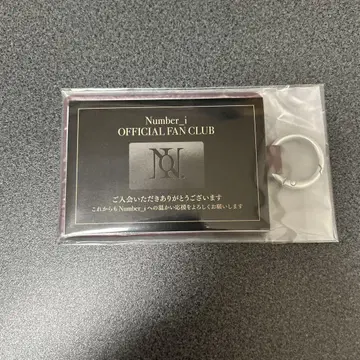 Number_i
OFFICIAL FAN CLUB
ご入会いただきありがとうございます
これからもNumber_iへの温かい応援をよろしくお願いします